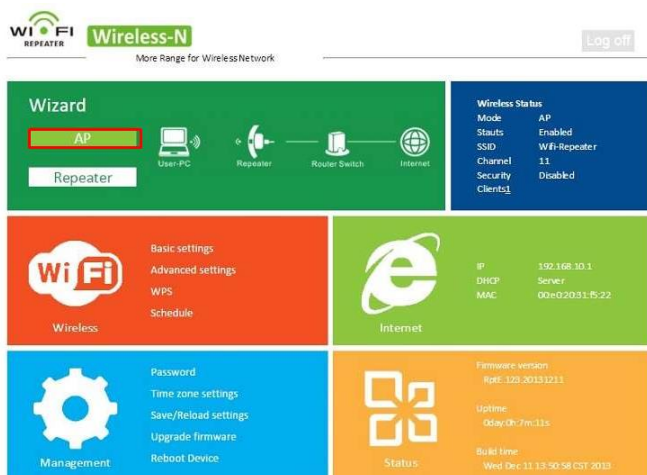 WI FI
REPEATER
Wireless-N
More Range for Wireless Network
Log off
Wizard
AP
Repeater
User-PC
Repeater
Router Switch
Internet
Wireless Status
Mode AP
Stauts Enabled
SSID Wifi-Repeater
Channel 11
Security Disabled
Clients1
Wi Fi
Wireless
Basic settings
Advanced settings
WPS
Schedule
Internet
IP 192.168.10.1
DHCP Server
MAC 00:e0:20:31:f5:22
Management
Password
Time zone settings
Save/Reload settings
Upgrade firmware
Reboot Device
Status
Firmware version
RptE.123.20131211
Uptime
0day:0h:7m:11s
Build time
Wed Dec 11 13:50:58 CST 2013